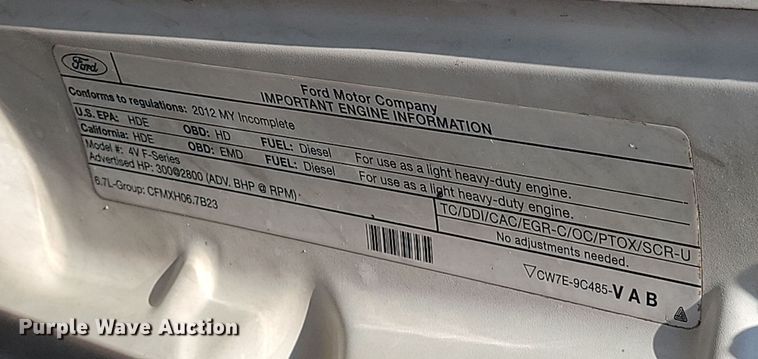 Ford
Ford Motor Company
IMPORTANT ENGINE INFORMATION
Conforms to regulations: 2012 MY Incomplete
U.S. EPA: HDE OBD: HD FUEL: Diesel For use as a light heavy-duty engine.
California: HDE OBD: EMD FUEL: Diesel For use as a light heavy-duty engine.
Model #: 4V F-Series
Advertised HP: 300@2800 (ADV. BHP @ RPM)
TC/DDI/CAC/EGR-C/OC/PTOX/SCR-U
6.7L-Group: CFMXH06.7B23
No adjustments needed.
▽CW7E-9C485-VAB
Purple Wave Auction